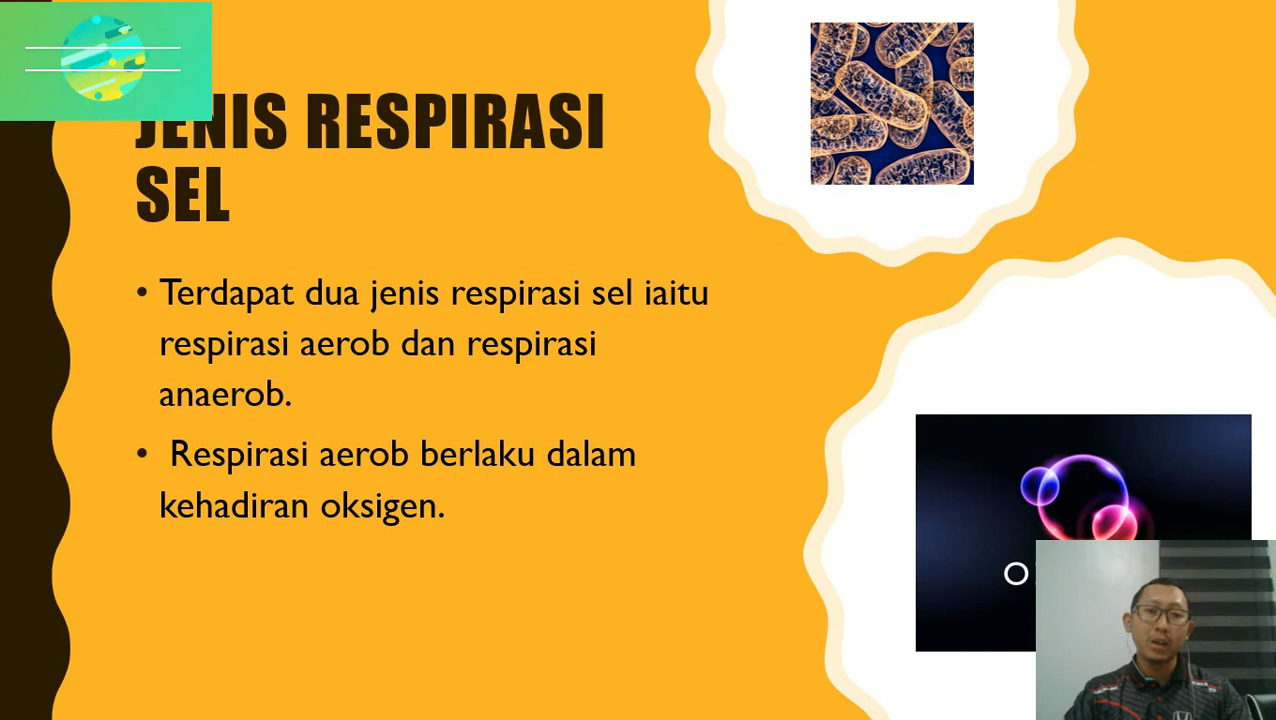 JENIS RESPIRASI
SEL
• Terdapat dua jenis respirasi sel iaitu
respirasi aerob dan respirasi
anaerob.
• Respirasi aerob berlaku dalam
kehadiran oksigen.